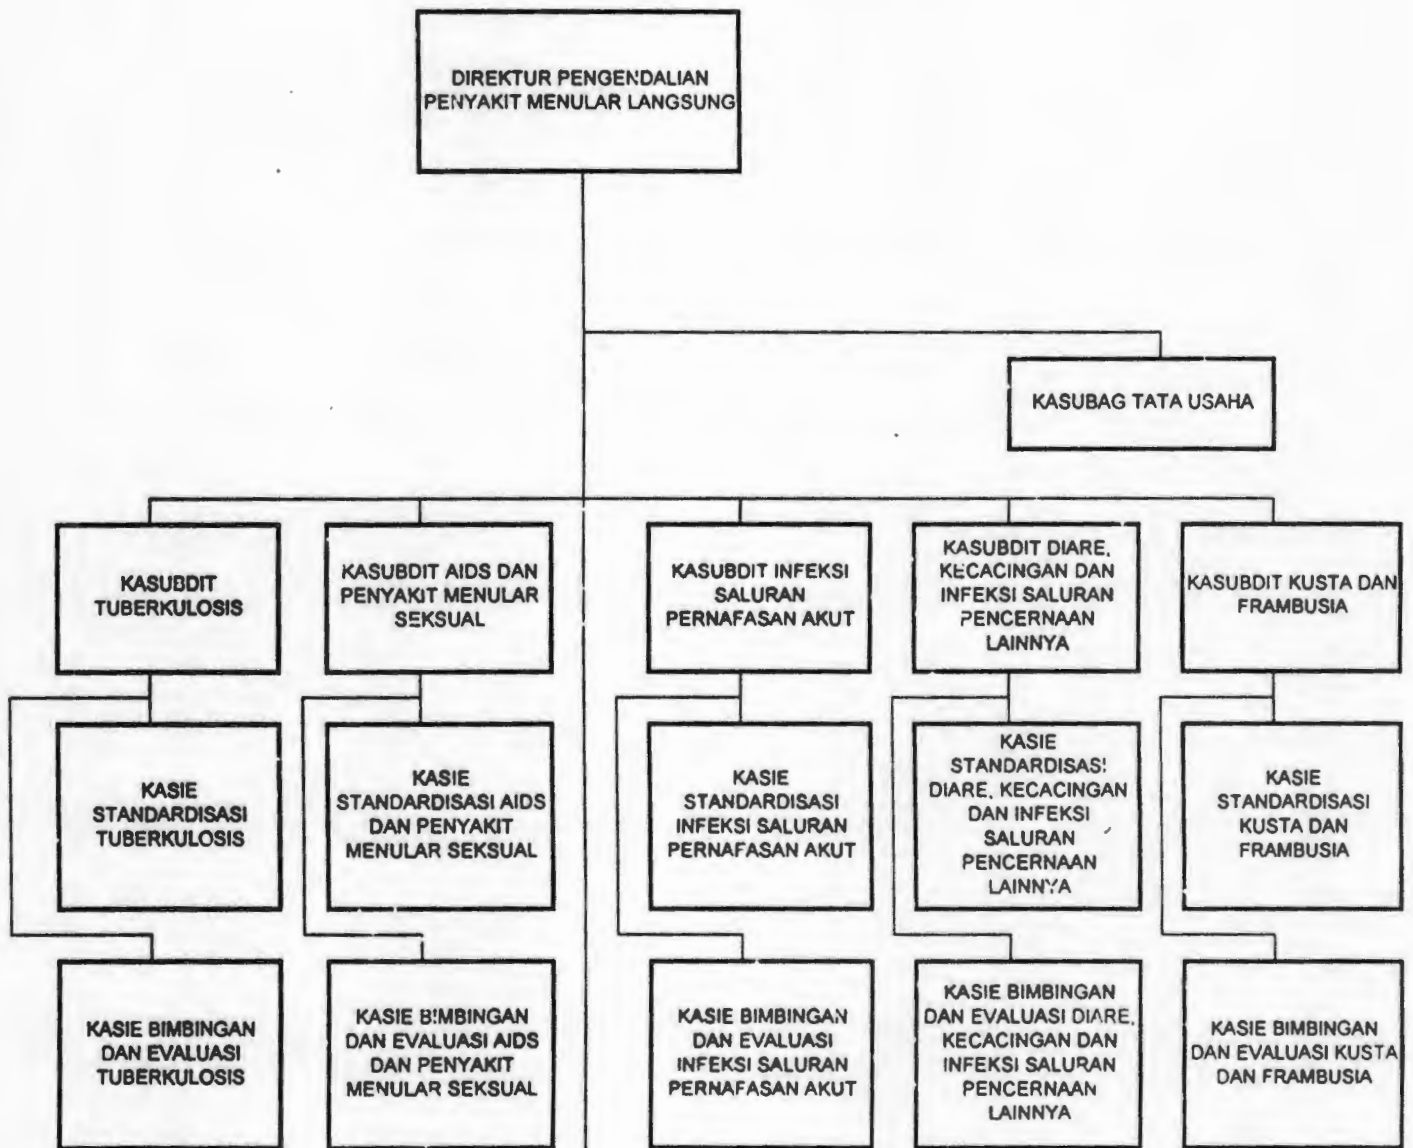 DIREKTUR PENGENDALIAN
PENYAKIT MENULAR LANGSUNG
KASUBAG TATA USAHA
KASUBDIT
TUBERKULOSIS
KASUBDIT AIDS DAN
PENYAKIT MENULAR
SEKSUAL
KASUBDIT INFEKSI
SALURAN
PERNAFASAN AKUT
KASUBDIT DIARE,
KECACINGAN DAN
INFEKSI SALURAN
PENCERNAAN
LAINNYA
KASUBDIT KUSTA DAN
FRAMBUSIA
KASIE
STANDARDISASI
TUBERKULOSIS
KASIE
STANDARDISASI AIDS
DAN PENYAKIT
MENULAR SEKSUAL
KASIE
STANDARDISASI
INFEKSI SALURAN
PERNAFASAN AKUT
KASIE
STANDARDISASI
DIARE, KECACINGAN
DAN INFEKSI
SALURAN
PENCERNAAN
LAINNYA
KASIE
STANDARDISASI
KUSTA DAN
FRAMBUSIA
KASIE BIMBINGAN
DAN EVALUASI
TUBERKULOSIS
KASIE BIMBINGAN
DAN EVALUASI AIDS
DAN PENYAKIT
MENULAR SEKSUAL
KASIE BIMBINGAN
DAN EVALUASI
INFEKSI SALURAN
PERNAFASAN AKUT
KASIE BIMBINGAN
DAN EVALUASI DIARE,
KECACINGAN DAN
INFEKSI SALURAN
PENCERNAAN
LAINNYA
KASIE BIMBINGAN
DAN EVALUASI KUSTA
DAN FRAMBUSIA